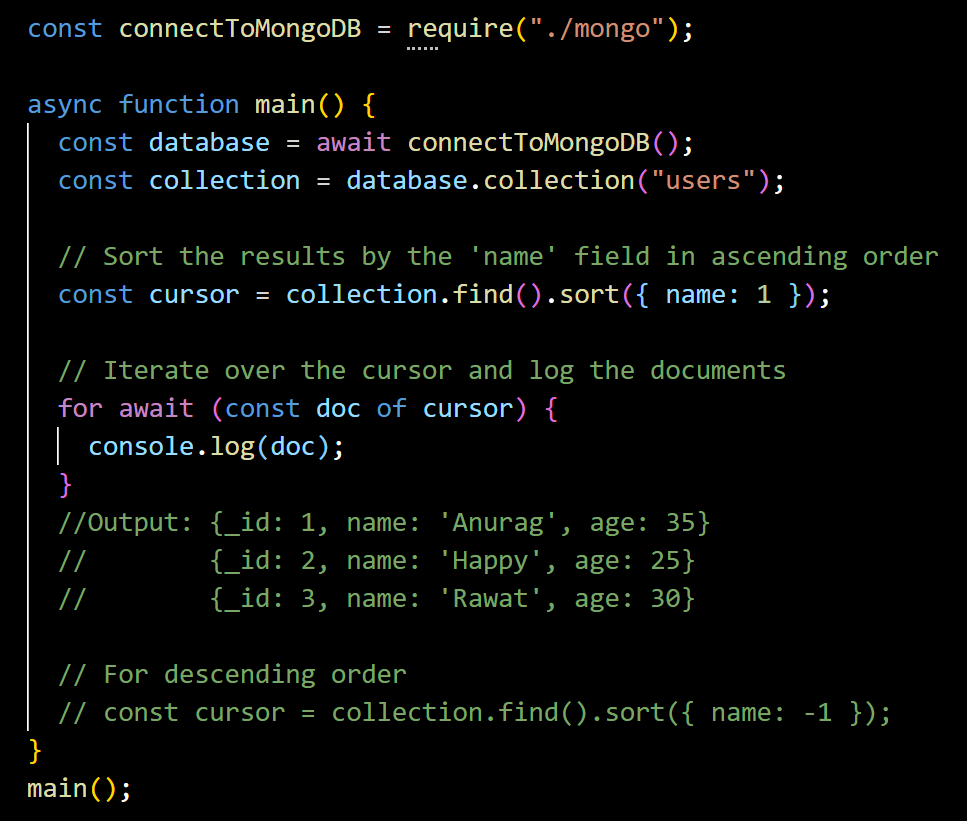 const connectToMongoDB = require("./mongo");
async function main() {
const database = await connectToMongoDB();
const collection = database.collection("users");
// Sort the results by the 'name' field in ascending order
const cursor = collection.find().sort({ name: 1 });
// Iterate over the cursor and log the documents
for await (const doc of cursor) {
console.log(doc);
}
//Output: {_id: 1, name: 'Anurag', age: 35}
// {_id: 2, name: 'Happy', age: 25}
// {_id: 3, name: 'Rawat', age: 30}
// For descending order
// const cursor = collection.find().sort({ name: -1 });
}
main();